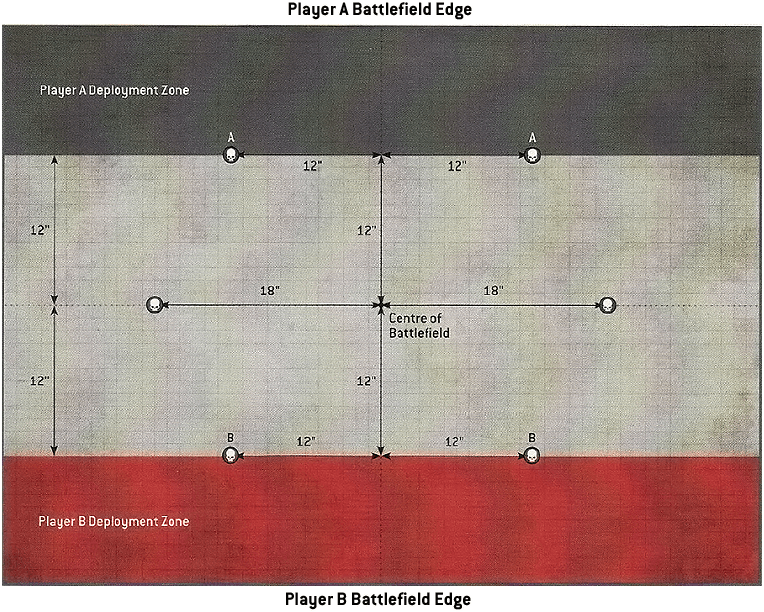 Player A Battlefield Edge
Player A Deployment Zone
A A
12" 12"
12" 12"
18" 18"
Centre of
Battlefield
12" 12"
B B
12" 12"
Player B Deployment Zone
Player B Battlefield Edge